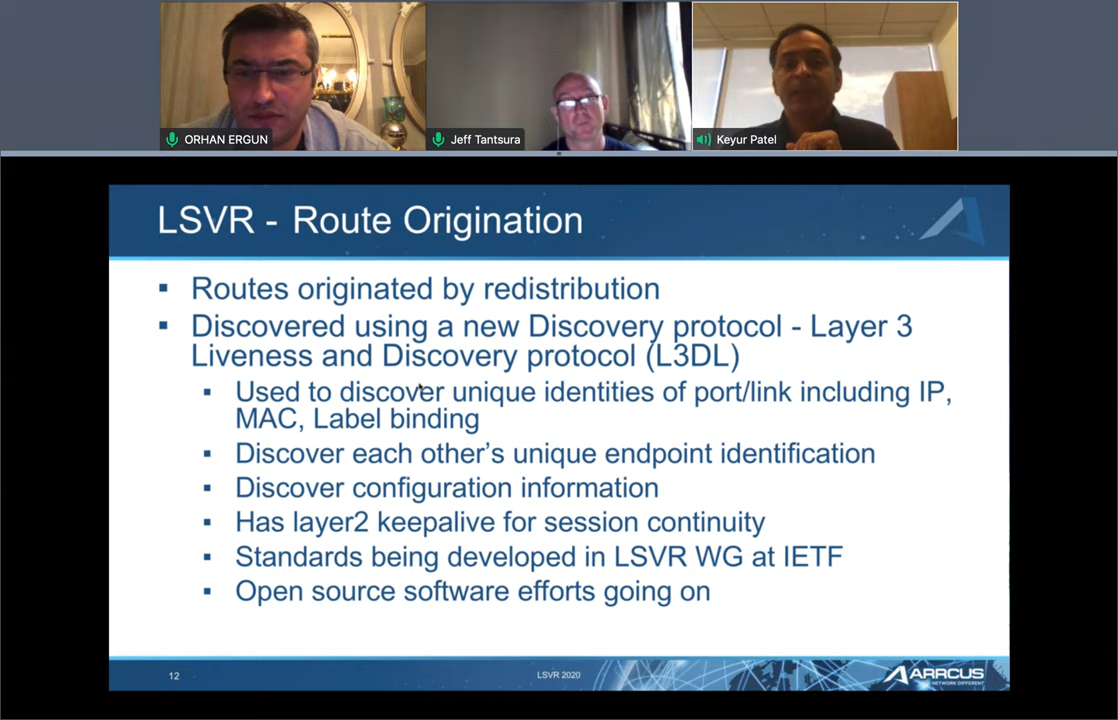 ORHAN ERGUN
Jeff Tantsura
Keyur Patel
LSVR - Route Origination
▪ Routes originated by redistribution
▪ Discovered using a new Discovery protocol - Layer 3
Liveness and Discovery protocol (L3DL)
▪ Used to discover unique identities of port/link including IP,
MAC, Label binding
▪ Discover each other's unique endpoint identification
▪ Discover configuration information
▪ Has layer2 keepalive for session continuity
▪ Standards being developed in LSVR WG at IETF
▪ Open source software efforts going on
12
LSVR 2020
ARRCUS
NETWORK DIFFERENT